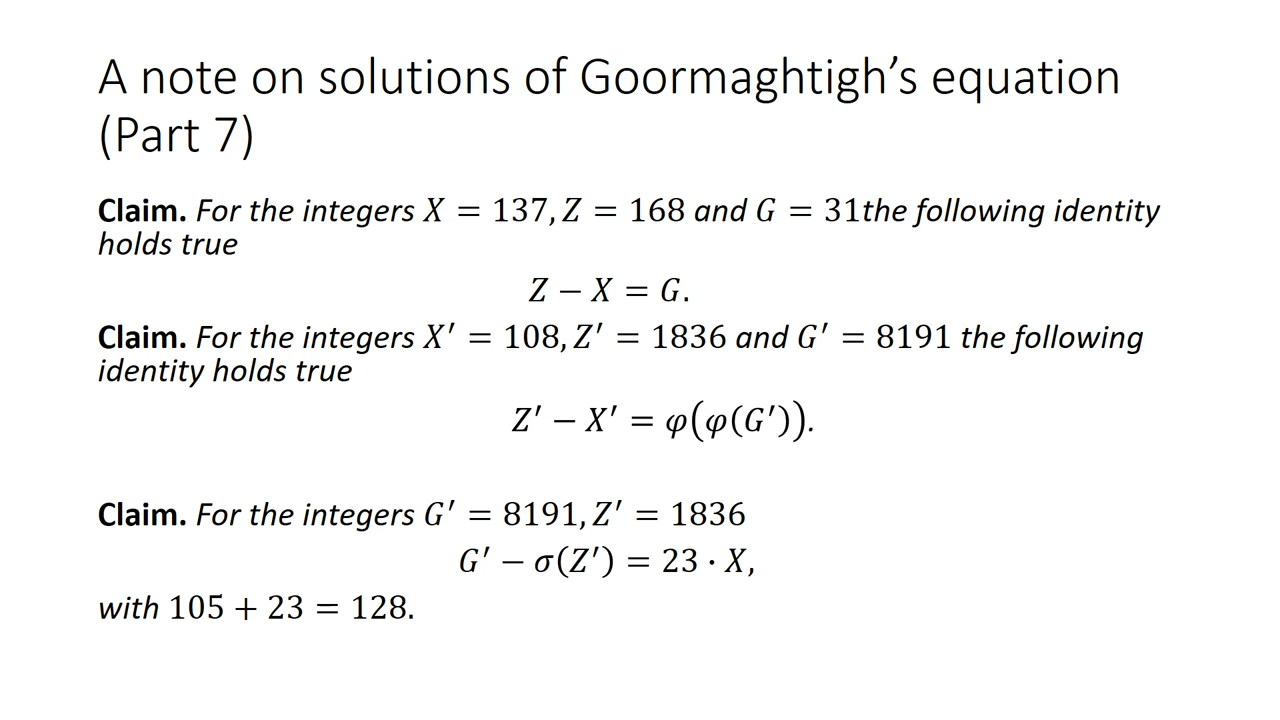 A note on solutions of Goormaghtigh’s equation
(Part 7)
Claim. For the integers X = 137, Z = 168 and G = 31the following identity
holds true
Z − X = G.
Claim. For the integers X′ = 108, Z′ = 1836 and G′ = 8191 the following
identity holds true
Z′ − X′ = φ(φ(G′)).
Claim. For the integers G′ = 8191, Z′ = 1836
G′ − σ(Z′) = 23 · X,
with 105 + 23 = 128.